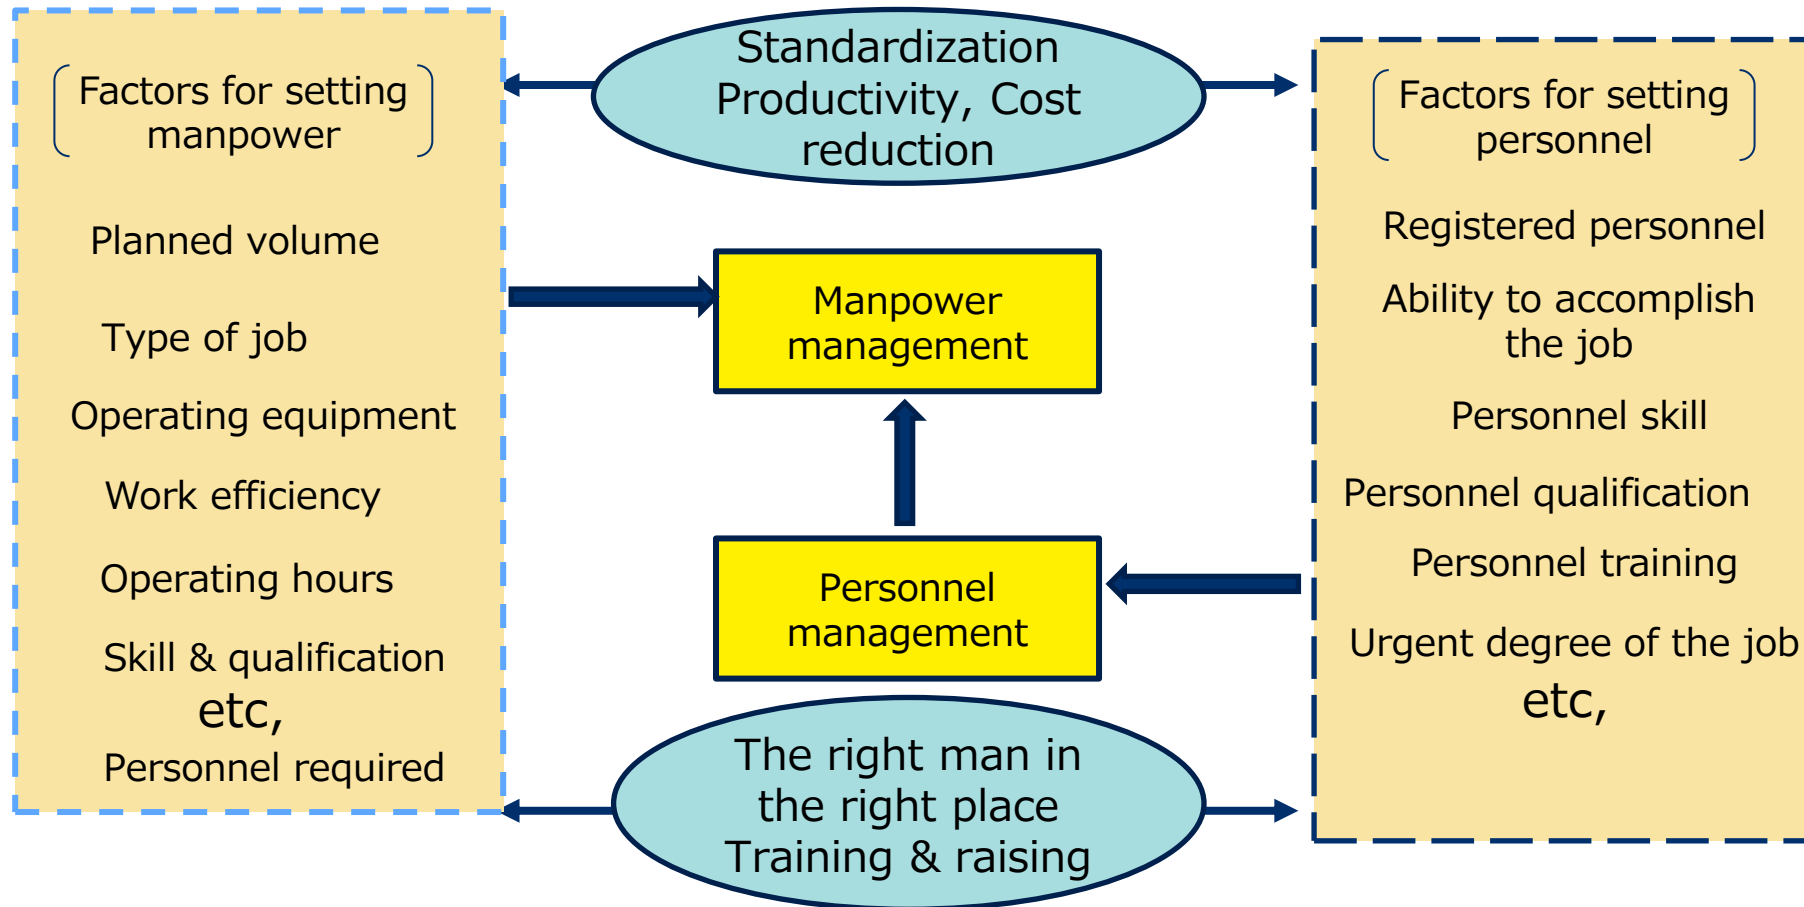 Factors for setting
manpower
Planned volume
Type of job
Operating equipment
Work efficiency
Operating hours
Skill & qualification
etc,
Personnel required
Standardization
Productivity, Cost
reduction
Manpower
management
Personnel
management
The right man in
the right place
Training & raising
Factors for setting
personnel
Registered personnel
Ability to accomplish
the job
Personnel skill
Personnel qualification
Personnel training
Urgent degree of the job
etc,